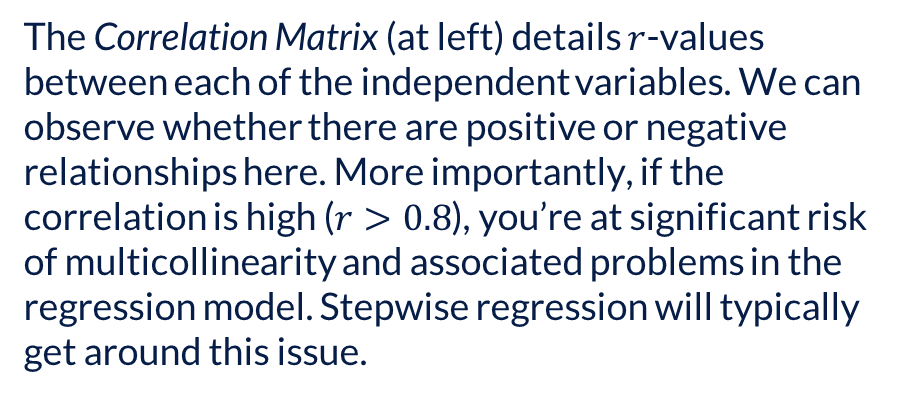 The Correlation Matrix (at left) details r-values
between each of the independent variables. We can
observe whether there are positive or negative
relationships here. More importantly, if the
correlation is high (r > 0.8), you’re at significant risk
of multicollinearity and associated problems in the
regression model. Stepwise regression will typically
get around this issue.